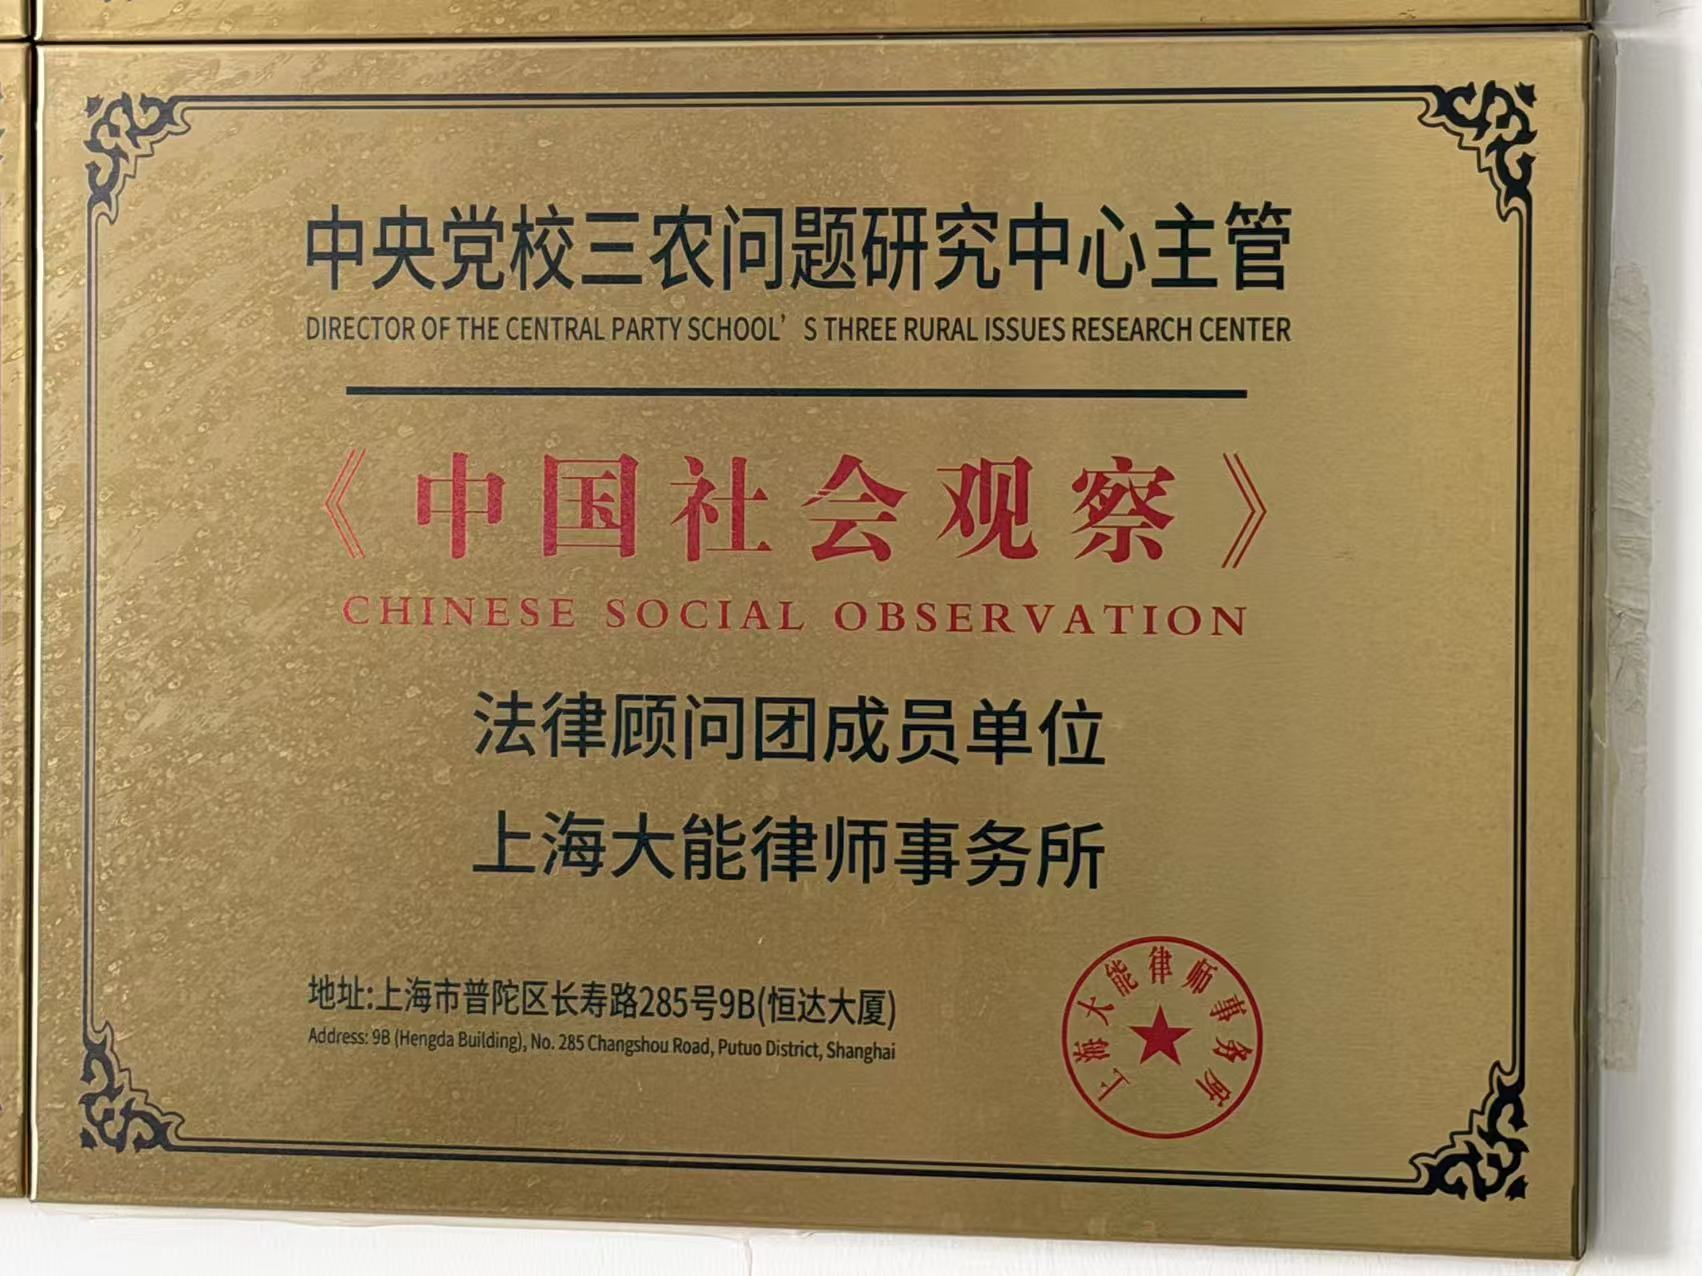 中央党校三农问题研究中心主管
DIRECTOR OF THE CENTRAL PARTY SCHOOL’S THREE RURAL ISSUES RESEARCH CENTER
《中国社会观察》
CHINESE SOCIAL OBSERVATION
法律顾问团成员单位
上海大能律师事务所
地址:上海市普陀区长寿路285号9B(恒达大厦)
Address: 9B (Hengda Building), No. 285 Changshou Road, Putuo District, Shanghai
上海大能律师事务所